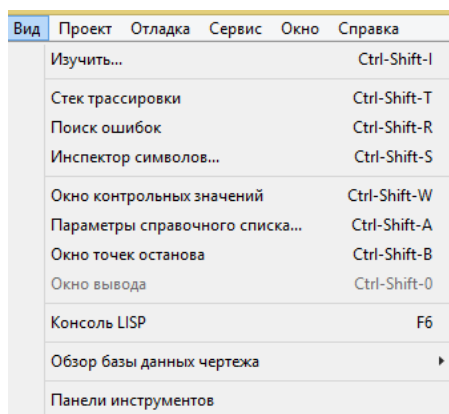 Вид Проект Отладка Сервис Окно Справка
Изучить... Ctrl-Shift-I
Стек трассировки Ctrl-Shift-T
Поиск ошибок Ctrl-Shift-R
Инспектор символов... Ctrl-Shift-S
Окно контрольных значений Ctrl-Shift-W
Параметры справочного списка... Ctrl-Shift-A
Окно точек останова Ctrl-Shift-B
Окно вывода Ctrl-Shift-0
Консоль LISP F6
Обзор базы данных чертежа
Панели инструментов